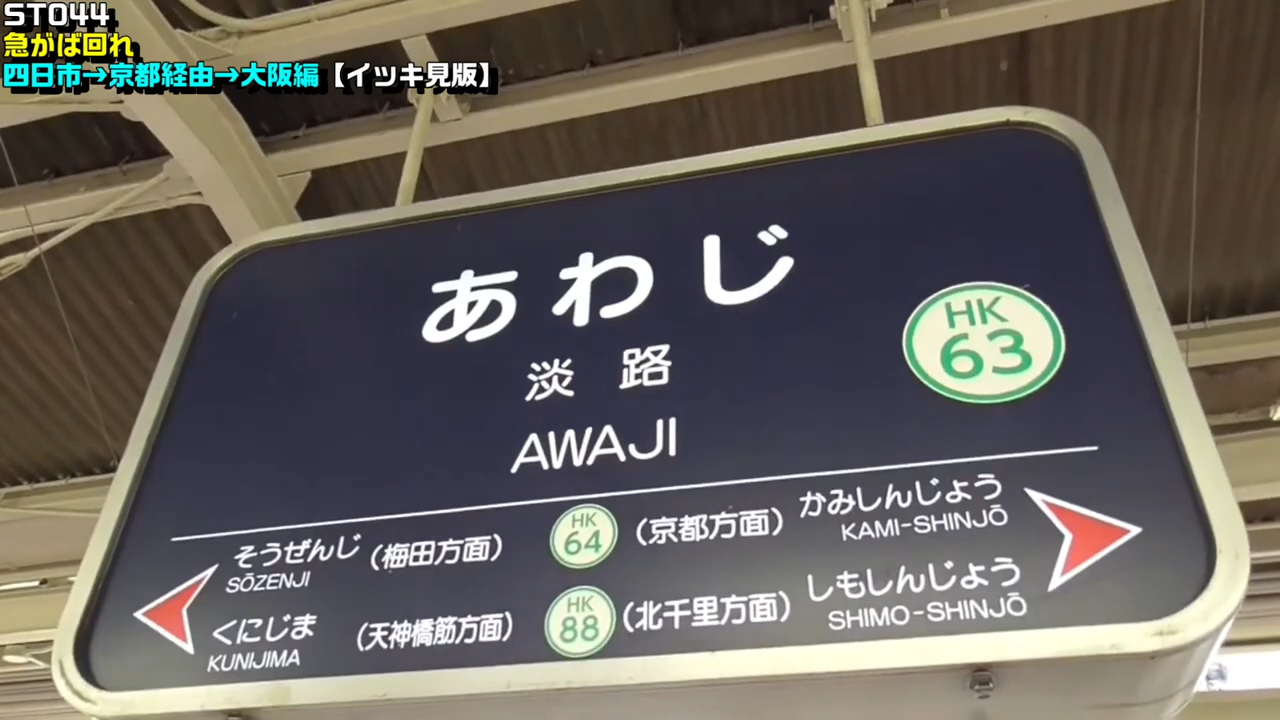 ST044
急がば回れ
四日市→京都経由→大阪編【イツキ見版】
あわじ
淡路
AWAJI
HK
63
そうぜんじ (梅田方面) HK 64 (京都方面) かみしんじょう
SŌZENJI KAMI-SHINJŌ
くにじま (天神橋筋方面) HK 88 (北千里方面) しもしんじょう
KUNIJIMA SHIMO-SHINJŌ